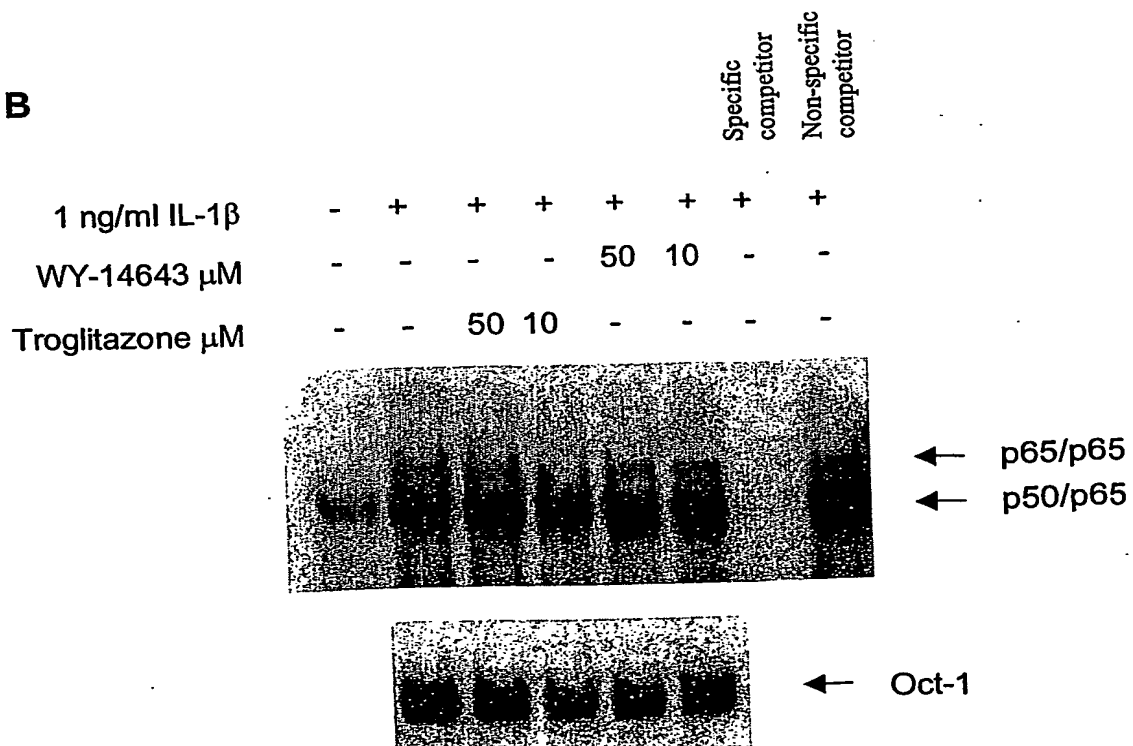 B
Specific
competitor
Non-specific
competitor
1 ng/ml IL-1β - + + + + + + +
WY-14643 μM - - - - 50 10 - -
Troglitazone μM - - 50 10 - - - -
p65/p65
p50/p65
Oct-1